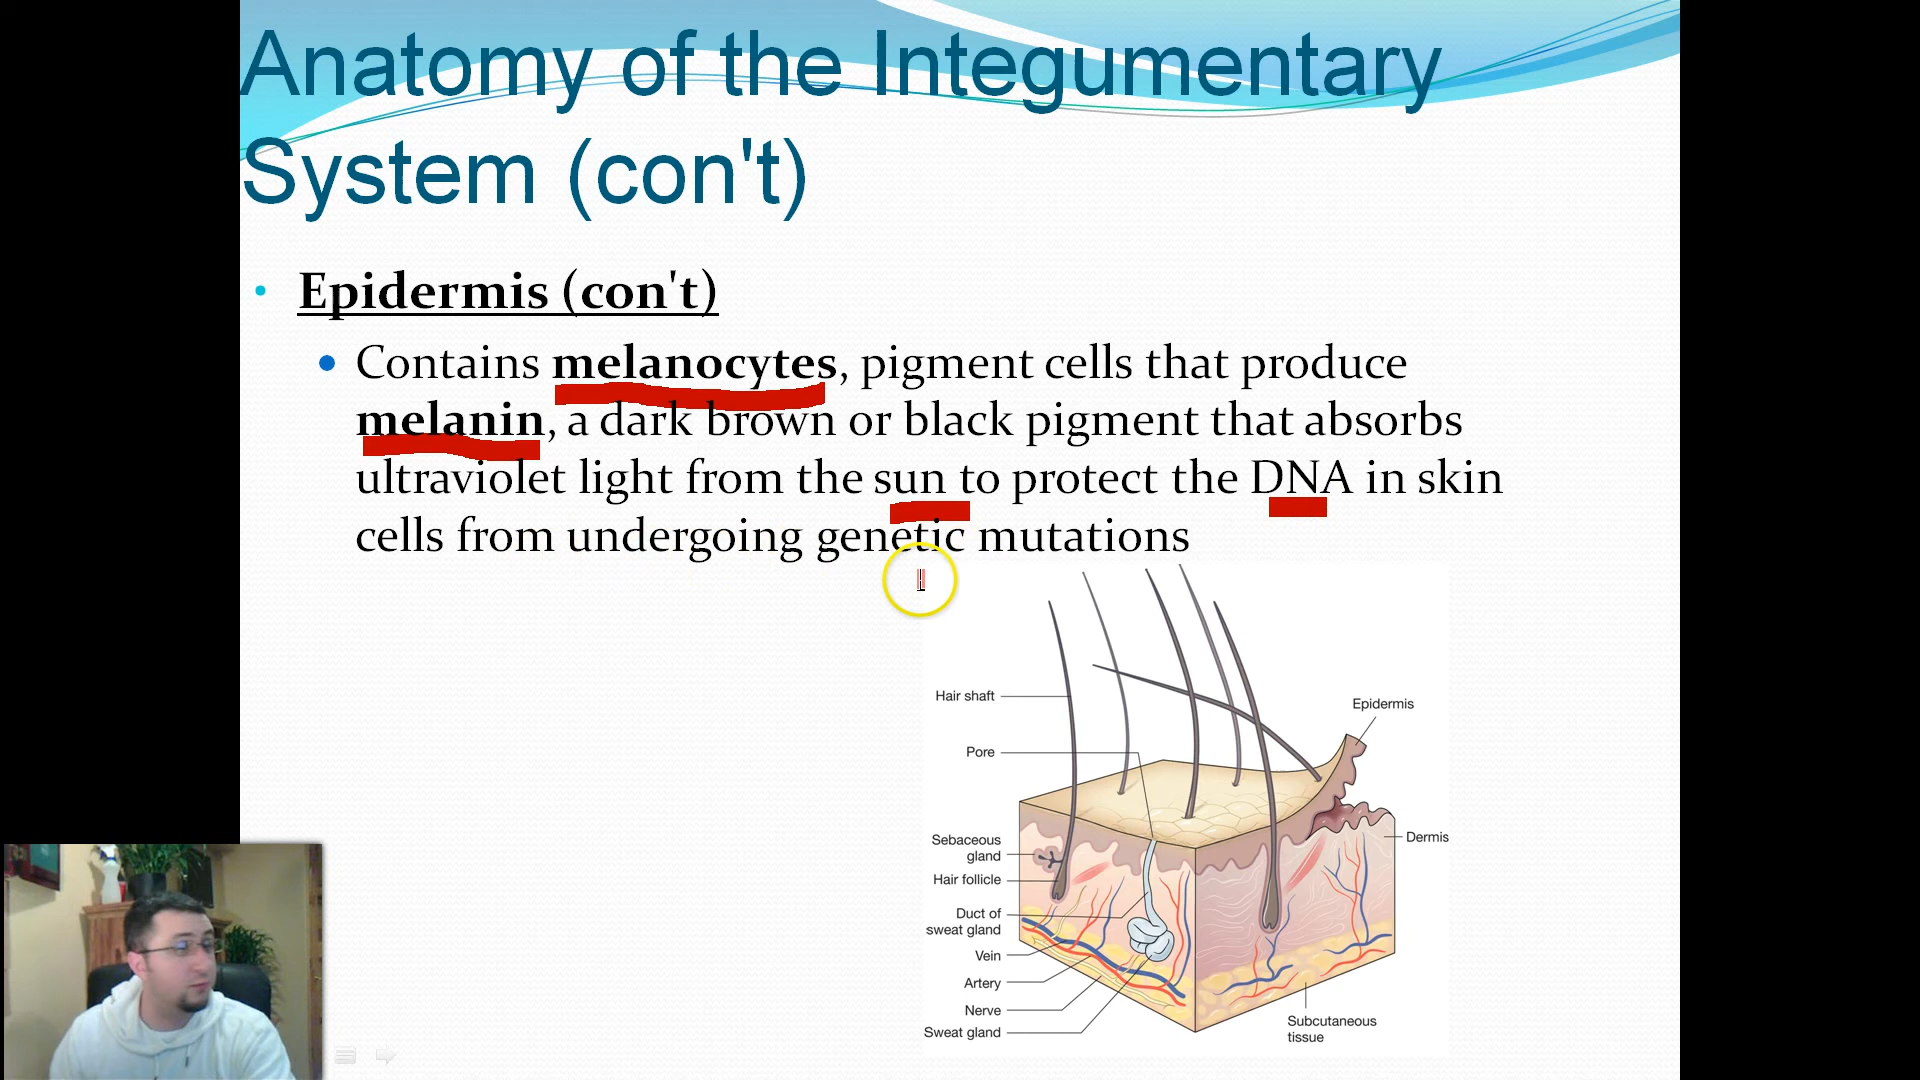 Anatomy of the Integumentary
System (con't)
• Epidermis (con't)
• Contains melanocytes, pigment cells that produce
melanin, a dark brown or black pigment that absorbs
ultraviolet light from the sun to protect the DNA in skin
cells from undergoing genetic mutations
Hair shaft
Epidermis
Pore
Dermis
Sebaceous
gland
Hair follicle
Duct of
sweat gland
Vein
Artery
Nerve
Sweat gland
Subcutaneous
tissue